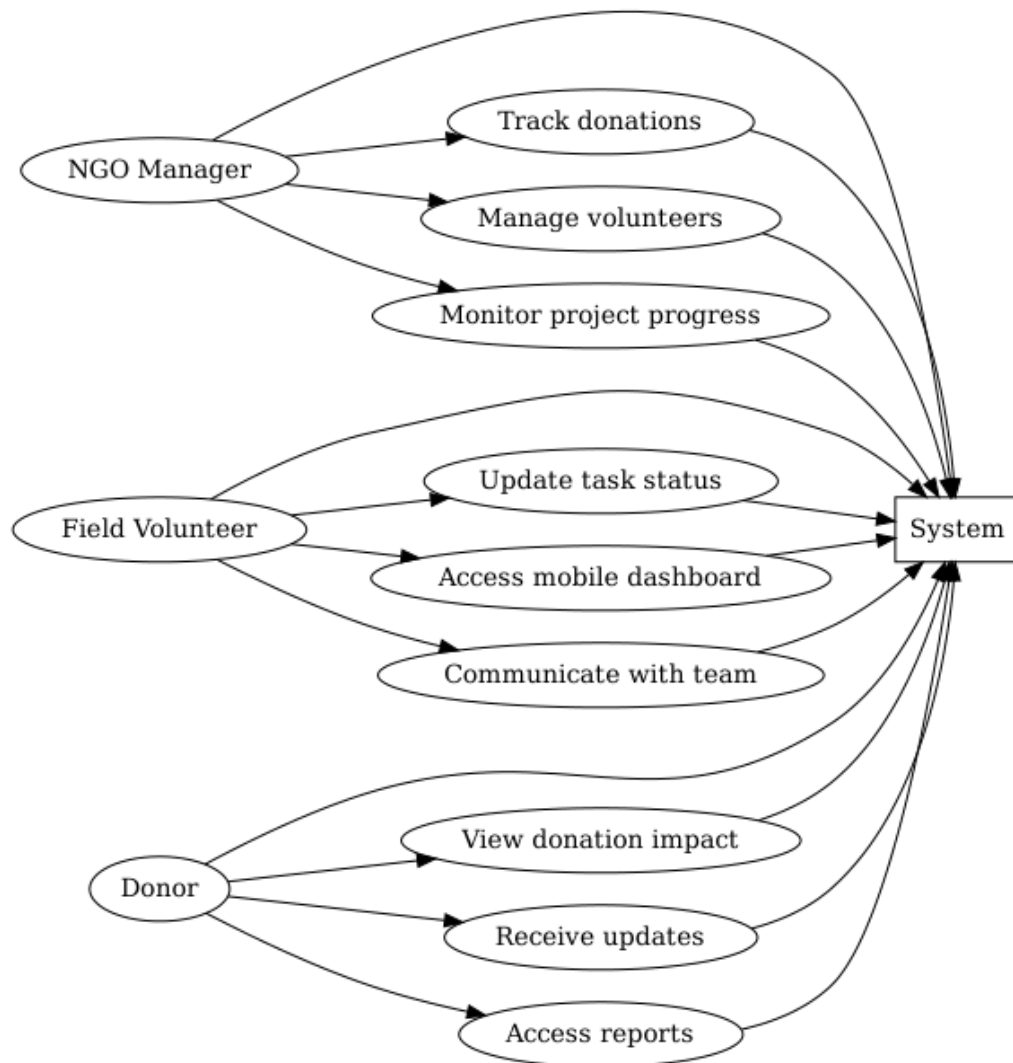 Track donations
NGO Manager
Manage volunteers
Monitor project progress
Update task status
Field Volunteer
System
Access mobile dashboard
Communicate with team
View donation impact
Donor
Receive updates
Access reports